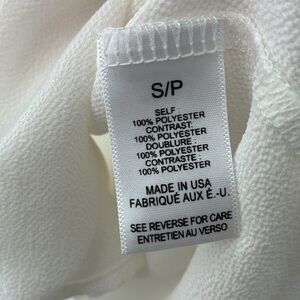 S/P
SELF :
100% POLYESTER
CONTRAST:
100% POLYESTER
DOUBLURE :
100% POLYESTER
CONTRASTE :
100% POLYESTER
MADE IN USA
FABRIQUÉ AUX É.-U.
SEE REVERSE FOR CARE
ENTRETIEN AU VERSO